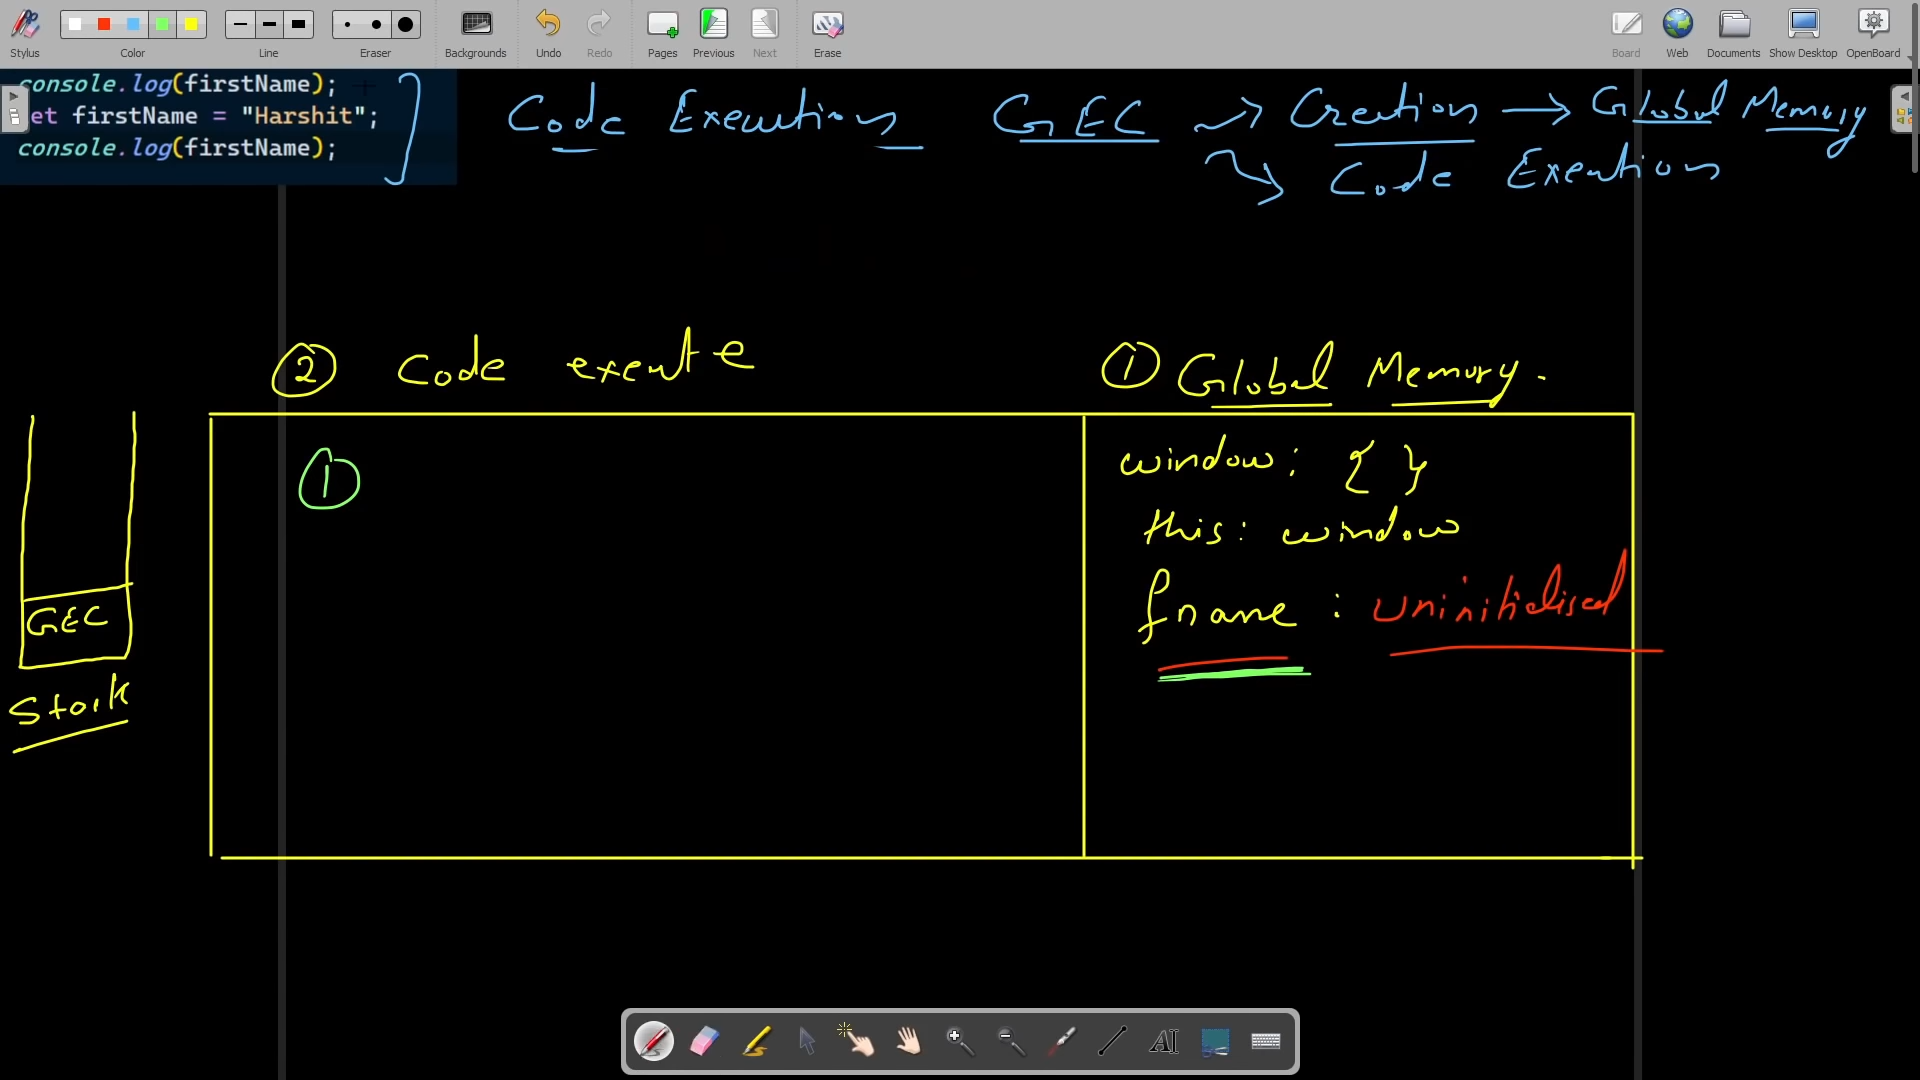 Stylus Color Line Eraser Backgrounds Undo Redo Pages Previous Next Erase Board Web Documents Show Desktop OpenBoard
console.log(firstName);
et firstName = "Harshit";
console.log(firstName);
Code Execution GEC → Creation → Global Memory
Code Execution
② Code execute
① Global Memory.
①
window: { }
this: window
fname : uninitialised
GEC
Stack
AI